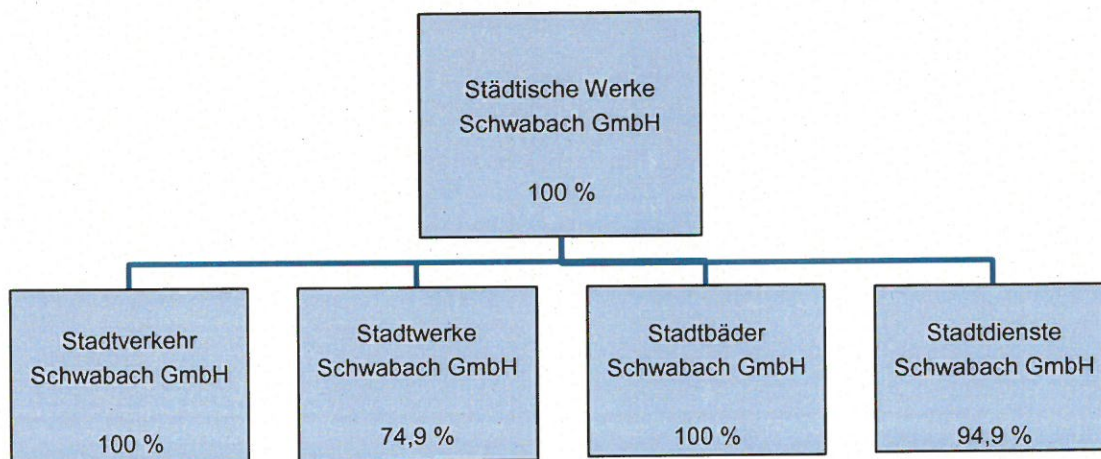 Städtische Werke
Schwabach GmbH
100 %
Stadtverkehr
Schwabach GmbH
100 %
Stadtwerke
Schwabach GmbH
74,9 %
Stadtbäder
Schwabach GmbH
100 %
Stadtdienste
Schwabach GmbH
94,9 %